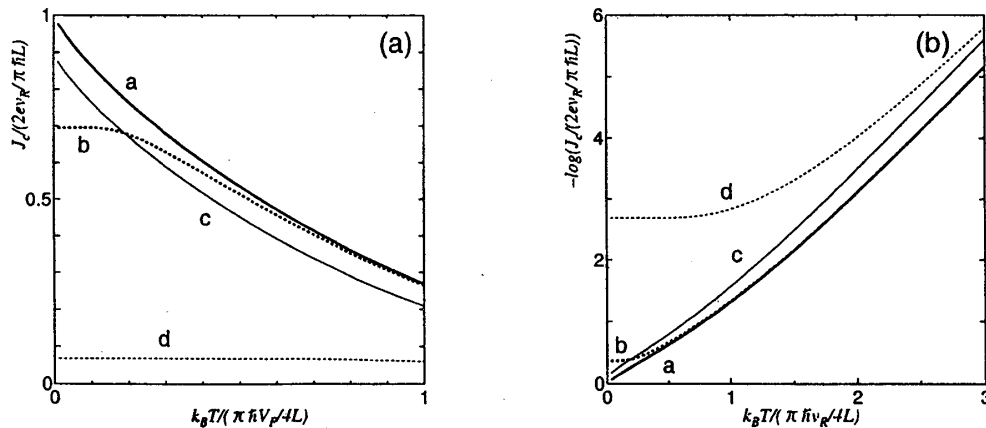 (a)
J_c/(2ev_R/πℏL)
1
0.5
0
a
b
c
d
0
1
k_BT/(πℏV_F/4L)
(b)
-log(J_c/(2ev_R/πℏL))
6
4
2
0
d
c
b
a
0
1
2
3
k_BT/(πℏv_R/4L)